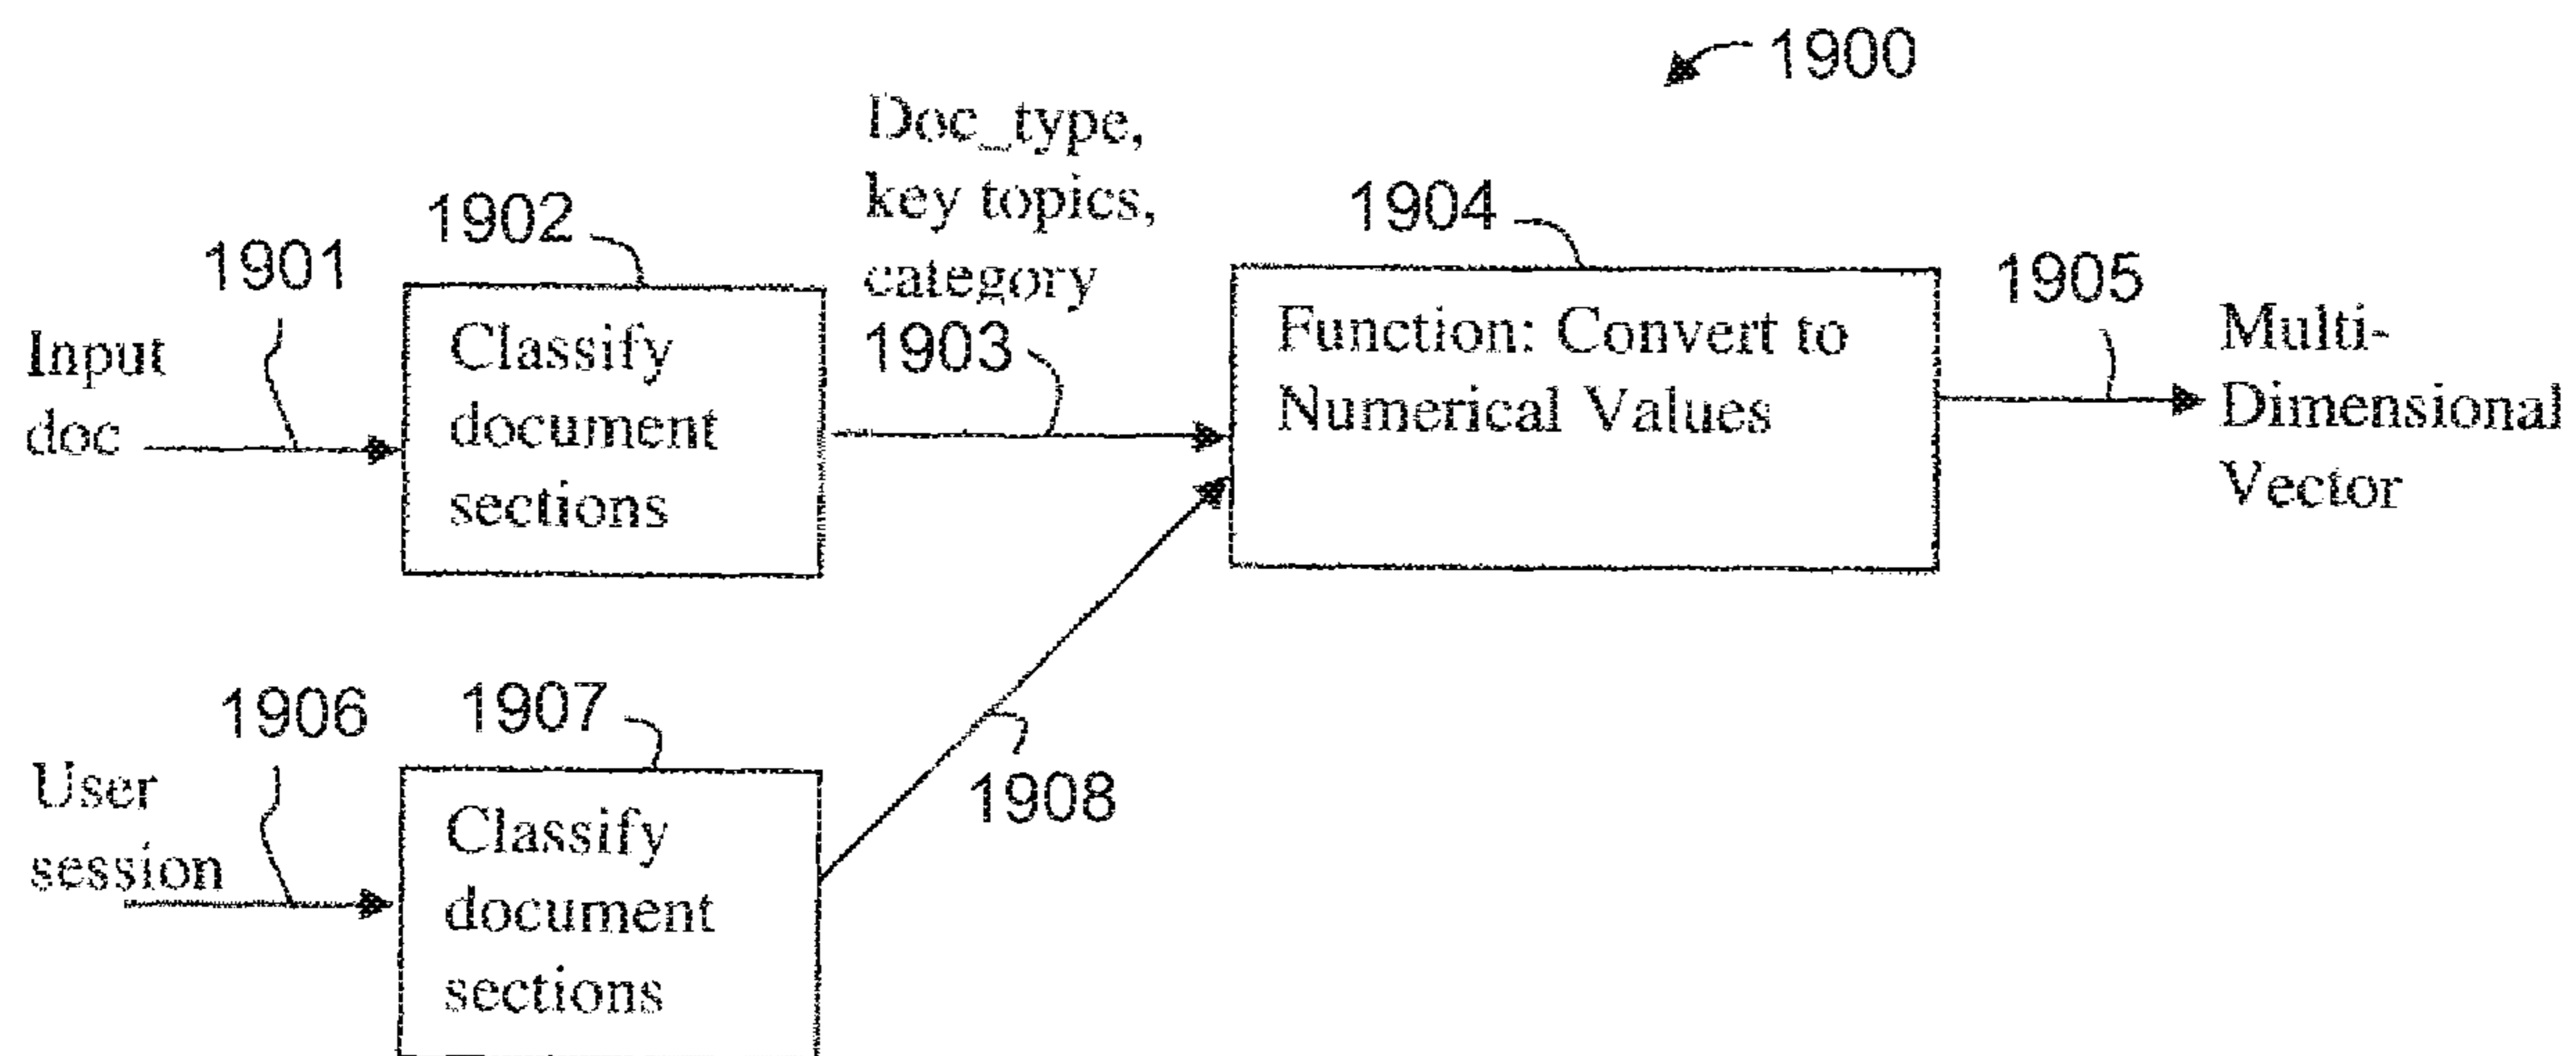 1900
Doc_type,
key topics,
category
1903
1902
1901
Input
doc
Classify
document
sections
1904
Function: Convert to
Numerical Values
1905
Multi-
Dimensional
Vector
1906
1907
User
session
Classify
document
sections
1908